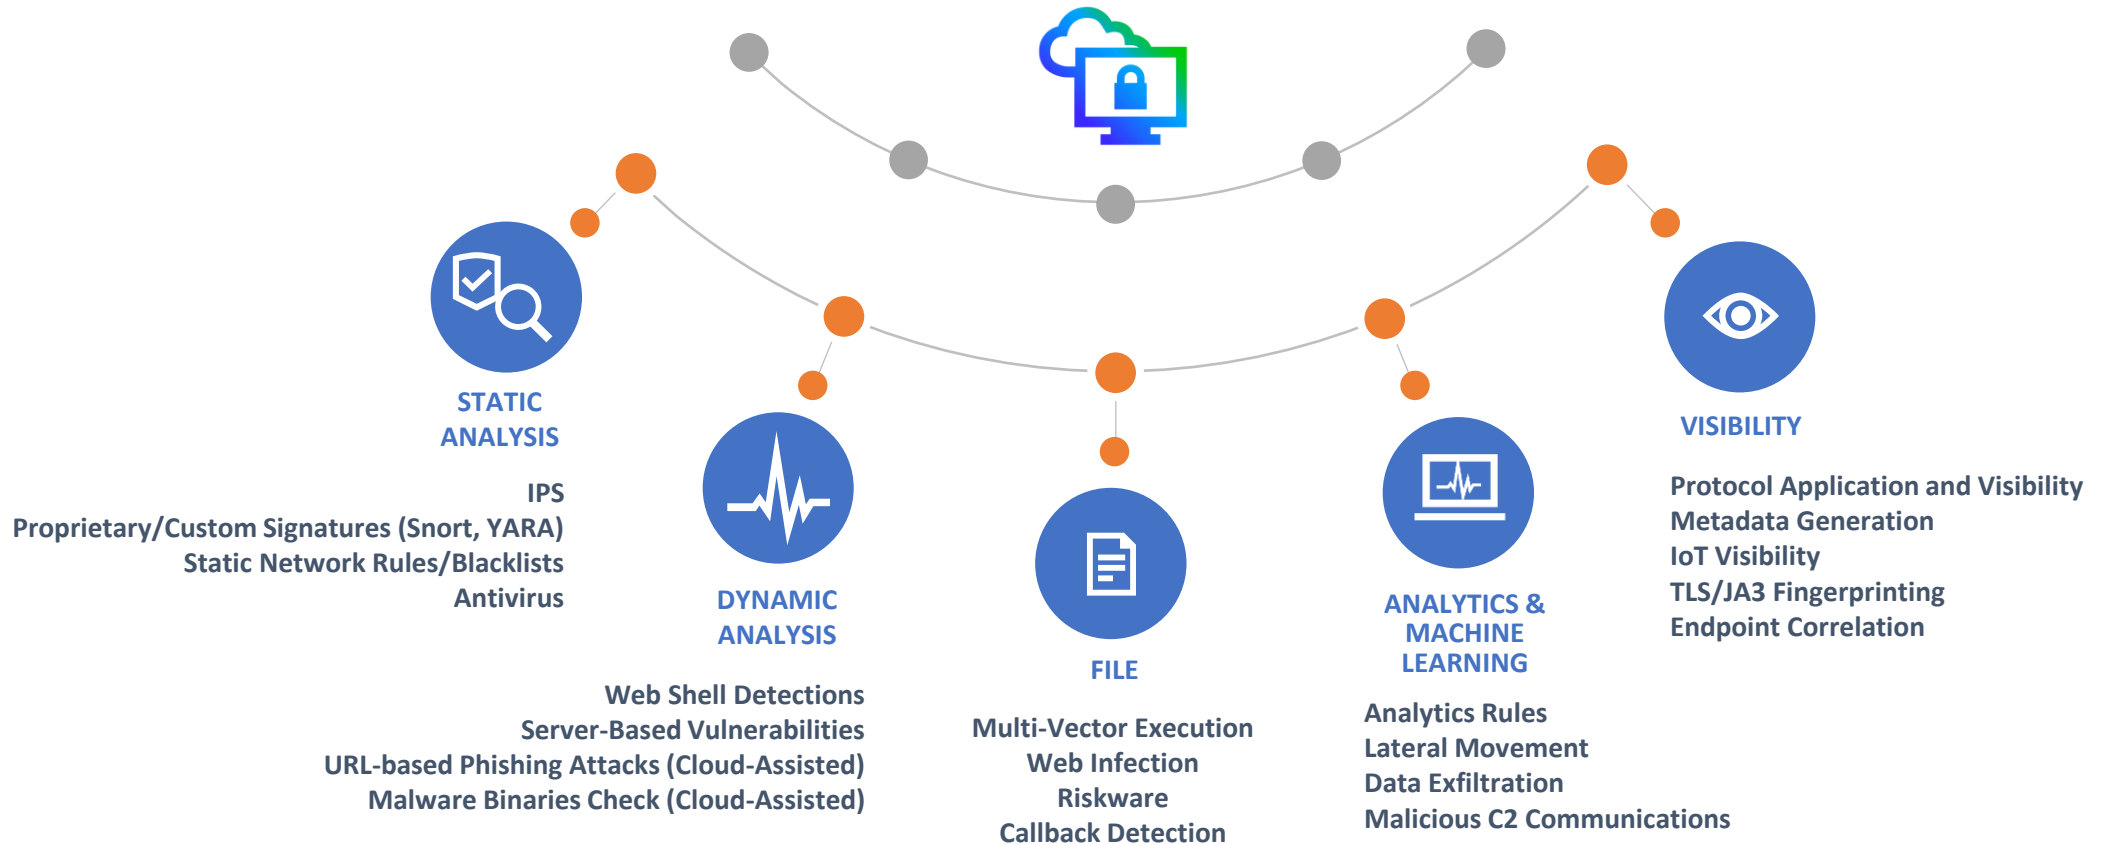 STATIC
ANALYSIS
IPS
Proprietary/Custom Signatures (Snort, YARA)
Static Network Rules/Blacklists
Antivirus
DYNAMIC
ANALYSIS
Web Shell Detections
Server-Based Vulnerabilities
URL-based Phishing Attacks (Cloud-Assisted)
Malware Binaries Check (Cloud-Assisted)
FILE
Multi-Vector Execution
Web Infection
Riskware
Callback Detection
ANALYTICS &
MACHINE
LEARNING
Analytics Rules
Lateral Movement
Data Exfiltration
Malicious C2 Communications
VISIBILITY
Protocol Application and Visibility
Metadata Generation
IoT Visibility
TLS/JA3 Fingerprinting
Endpoint Correlation